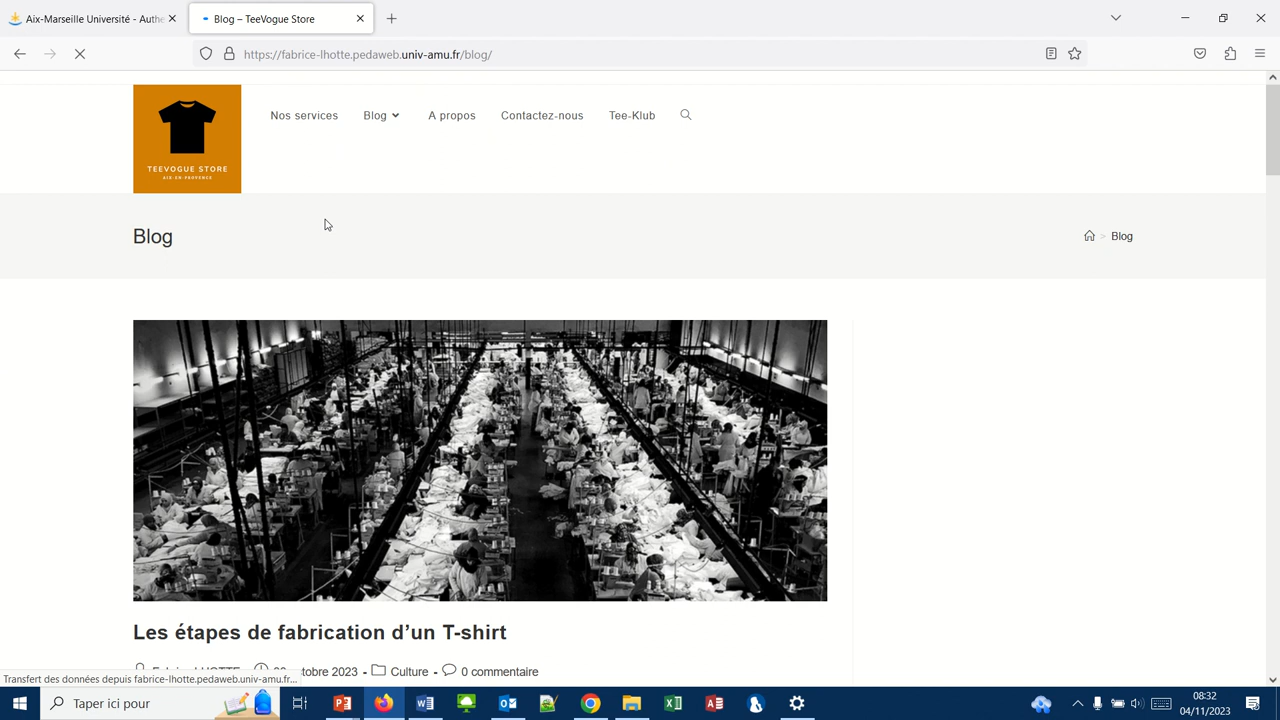 Aix-Marseille Université - Authe
Blog – TeeVogue Store
https://fabrice-lhotte.pedaweb.univ-amu.fr/blog/
TEEVOGUE STORE
AIX-EN-PROVENCE
Nos services
Blog
A propos
Contactez-nous
Tee-Klub
Blog
> Blog
Les étapes de fabrication d’un T-shirt
Fabrice LHOTTE
octobre 2023 - Culture - 0 commentaire
Transfert des données depuis fabrice-lhotte.pedaweb.univ-amu.fr…
Taper ici pour
08:32
04/11/2023